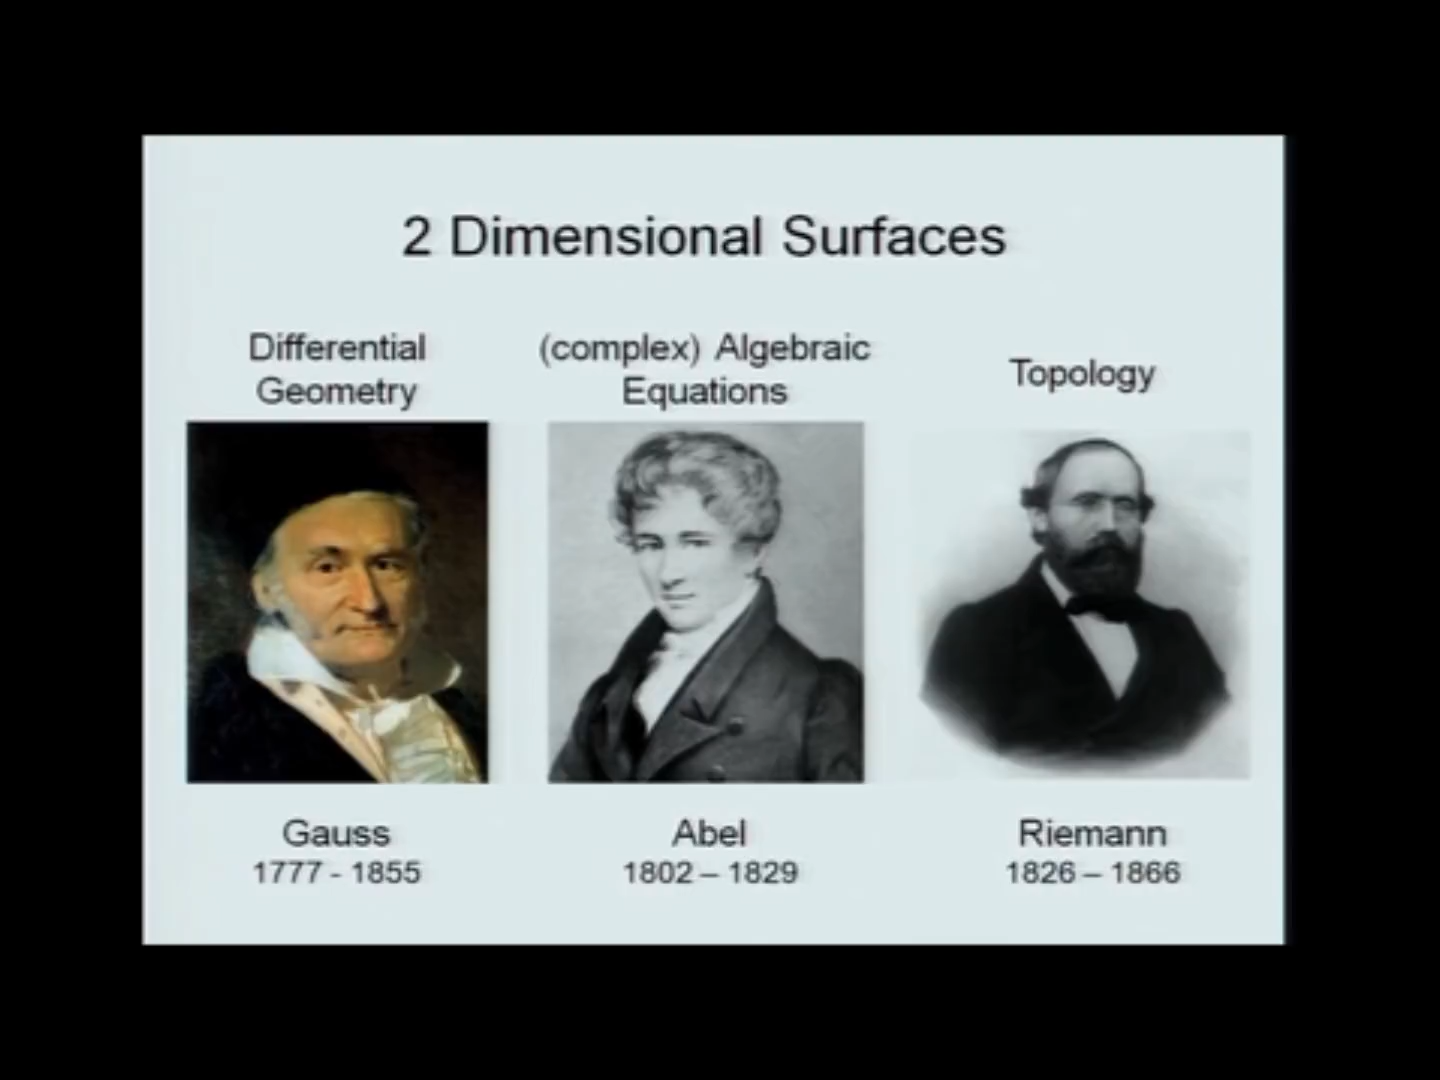 2 Dimensional Surfaces
Differential
Geometry
(complex) Algebraic
Equations
Topology
Gauss
1777 - 1855
Abel
1802 – 1829
Riemann
1826 – 1866